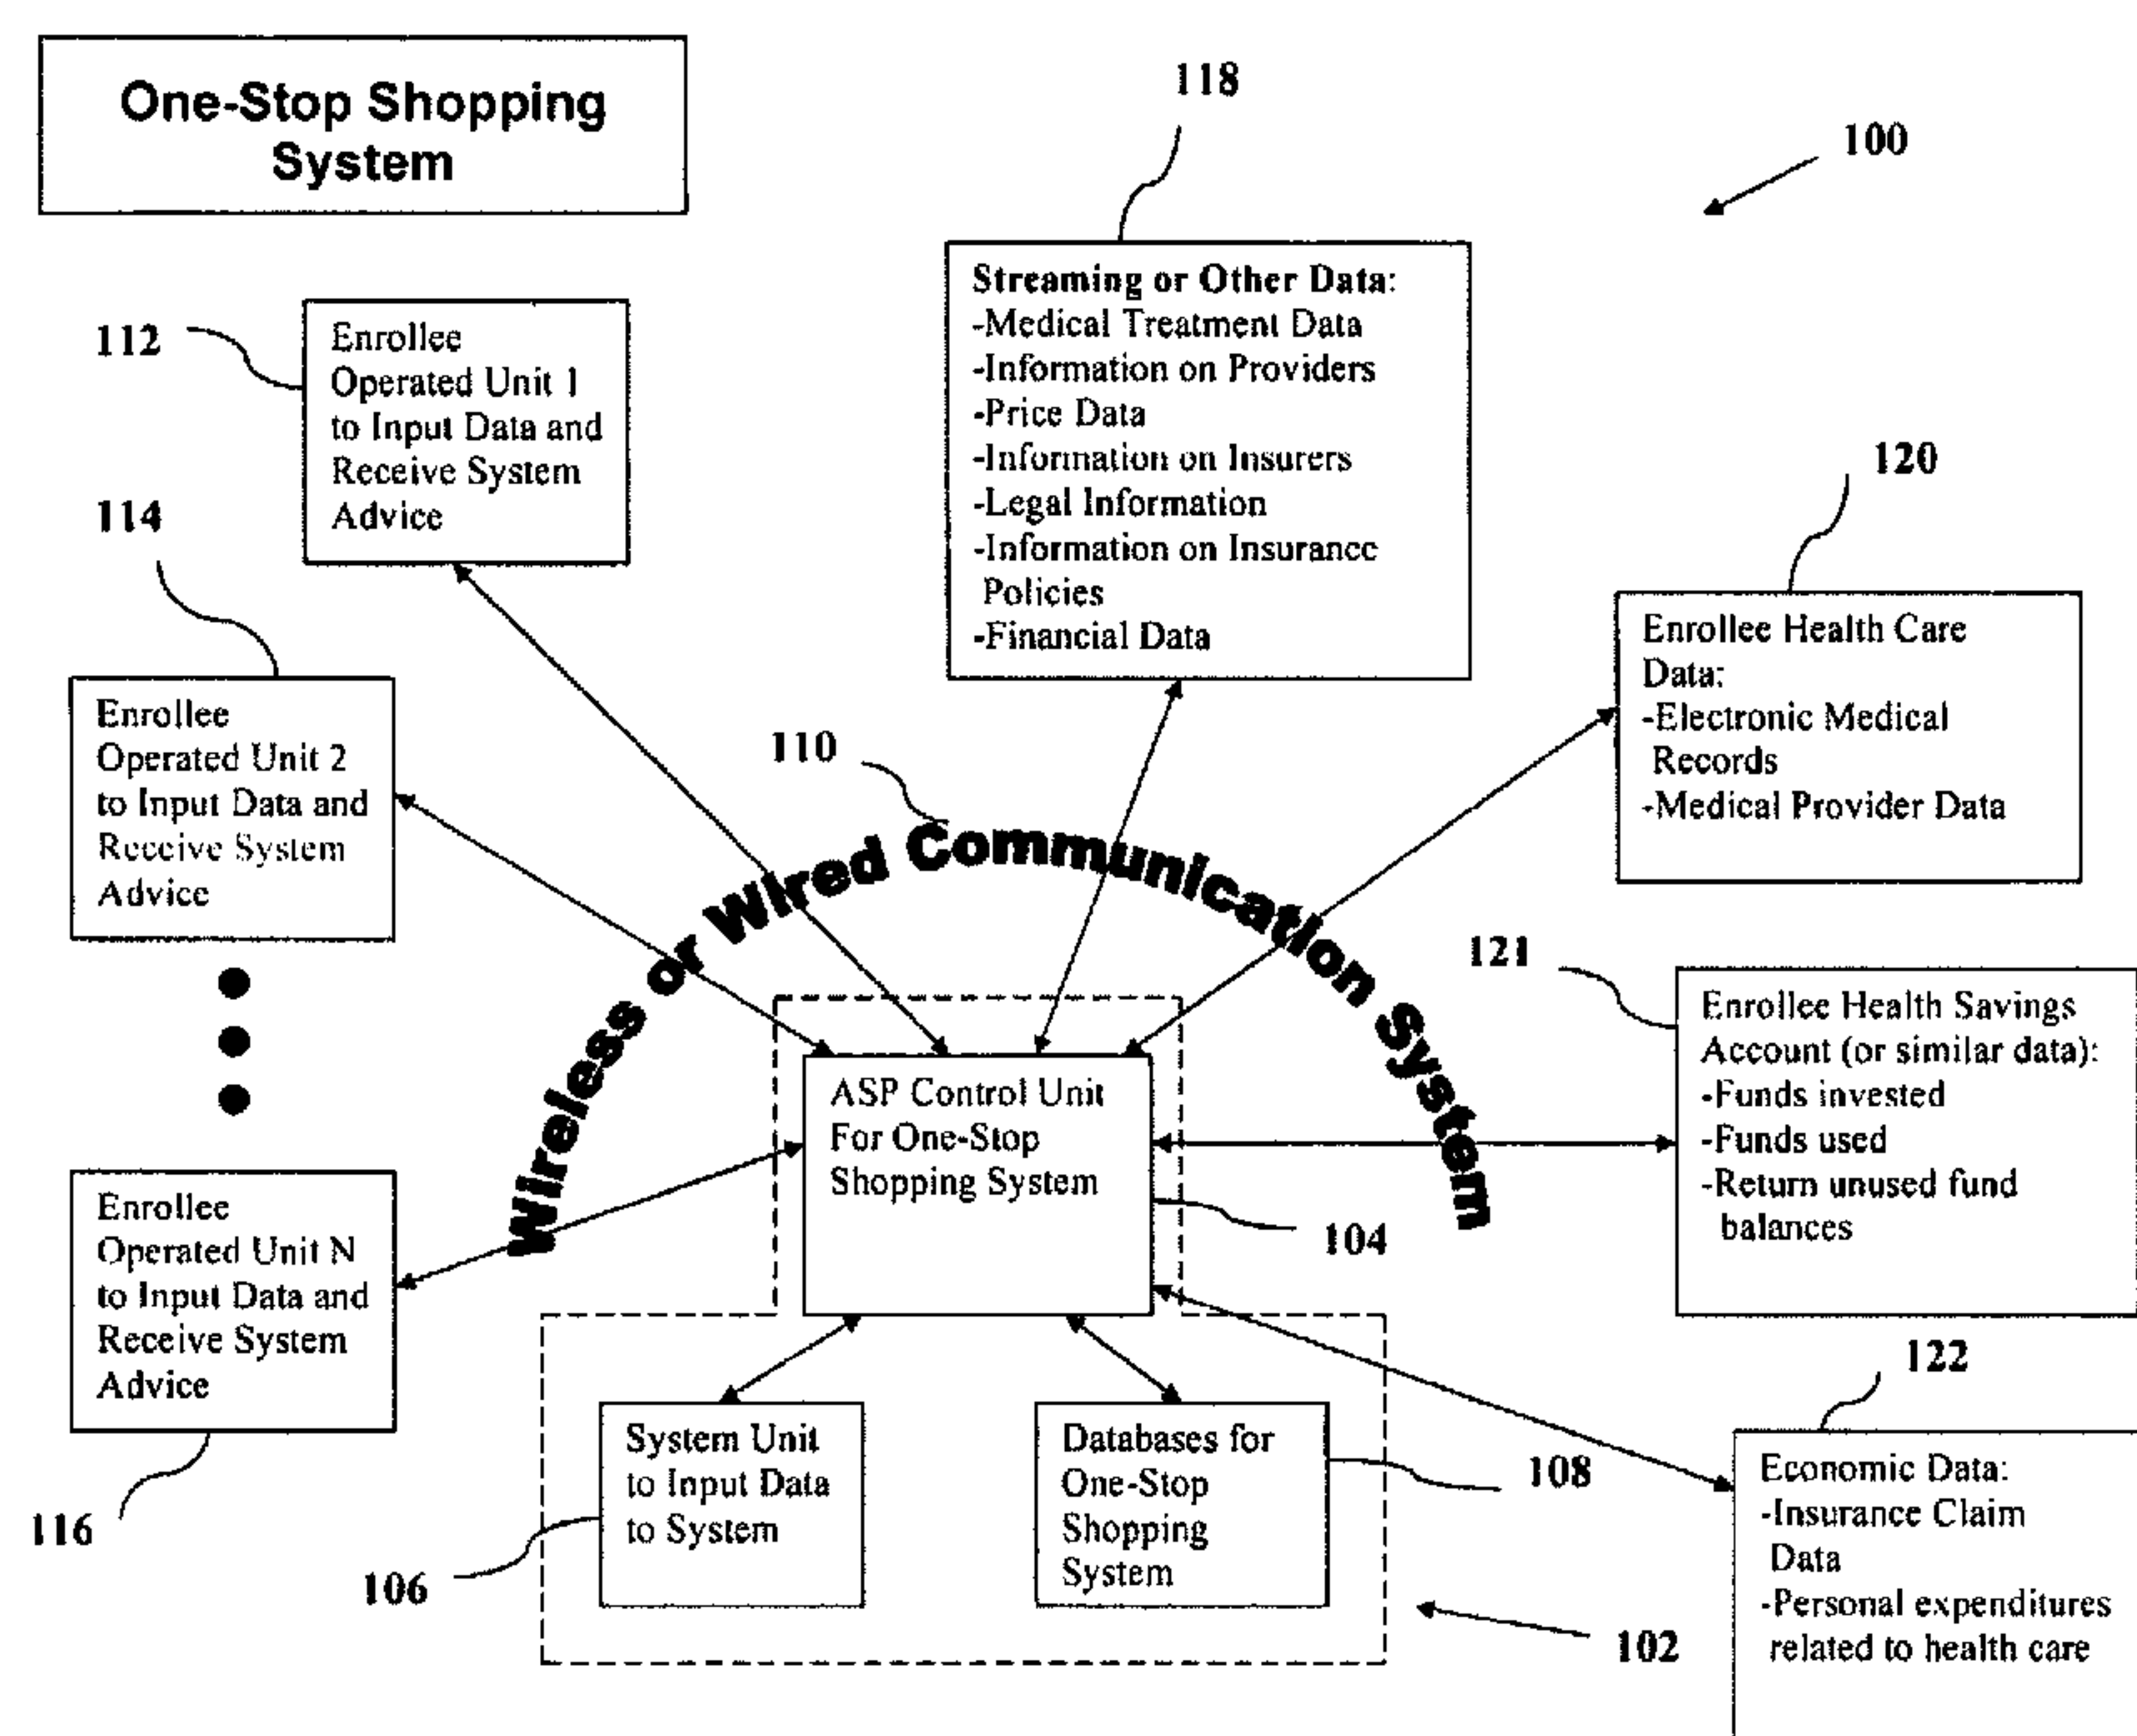 One-Stop Shopping
System
118
100
112
Enrollee
Operated Unit 1
to Input Data and
Receive System
Advice
Streaming or Other Data:
-Medical Treatment Data
-Information on Providers
-Price Data
-Information on Insurers
-Legal Information
-Information on Insurance
Policies
-Financial Data
114
Enrollee
Operated Unit 2
to Input Data and
Receive System
Advice
120
Enrollee Health Care
Data:
-Electronic Medical
Records
-Medical Provider Data
110
Wireless or Wired Communication System
121
Enrollee Health Savings
Account (or similar data):
-Funds invested
-Funds used
-Return unused fund
balances
ASP Control Unit
For One-Stop
Shopping System
104
Enrollee
Operated Unit N
to Input Data and
Receive System
Advice
116
System Unit
to Input Data
to System
106
Databases for
One-Stop
Shopping
System
108
102
122
Economic Data:
-Insurance Claim
Data
-Personal expenditures
related to health care